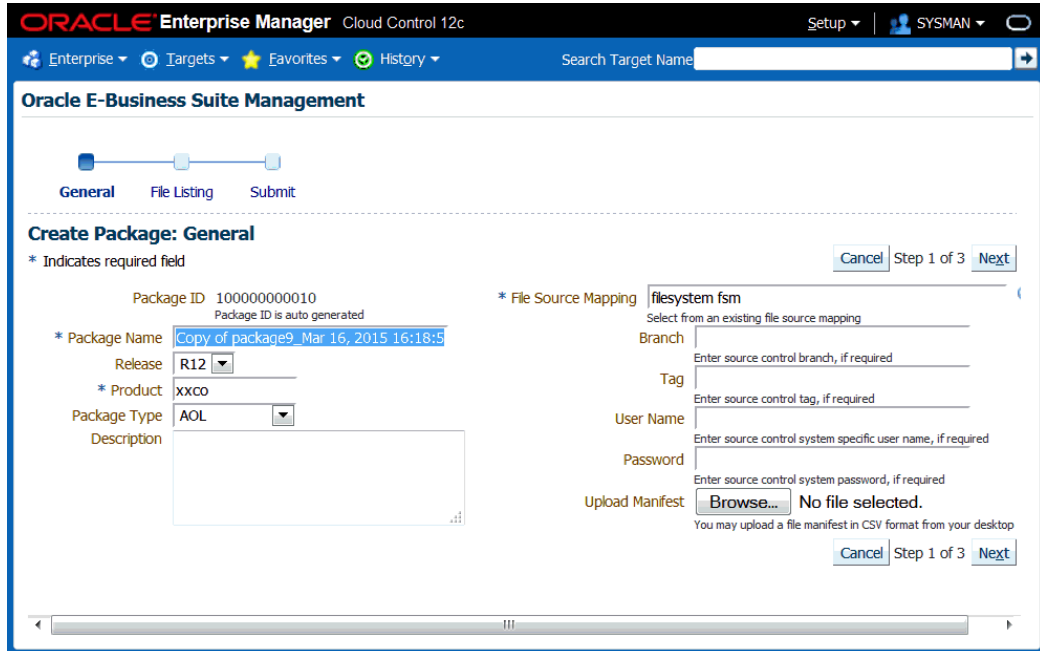 ORACLE Enterprise Manager Cloud Control 12c
Setup SYSMAN
Enterprise Targets Favorites History Search Target Name
Oracle E-Business Suite Management
General File Listing Submit
Create Package: General
* Indicates required field
Cancel Step 1 of 3 Next
Package ID 100000000010
Package ID is auto generated
* Package Name Copy of package9_Mar 16, 2015 16:18:5
Release R12
* Product xxco
Package Type AOL
Description
* File Source Mapping filesystem fsm
Select from an existing file source mapping
Branch
Enter source control branch, if required
Tag
Enter source control tag, if required
User Name
Enter source control system specific user name, if required
Password
Enter source control system password, if required
Upload Manifest Browse... No file selected.
You may upload a file manifest in CSV format from your desktop
Cancel Step 1 of 3 Next